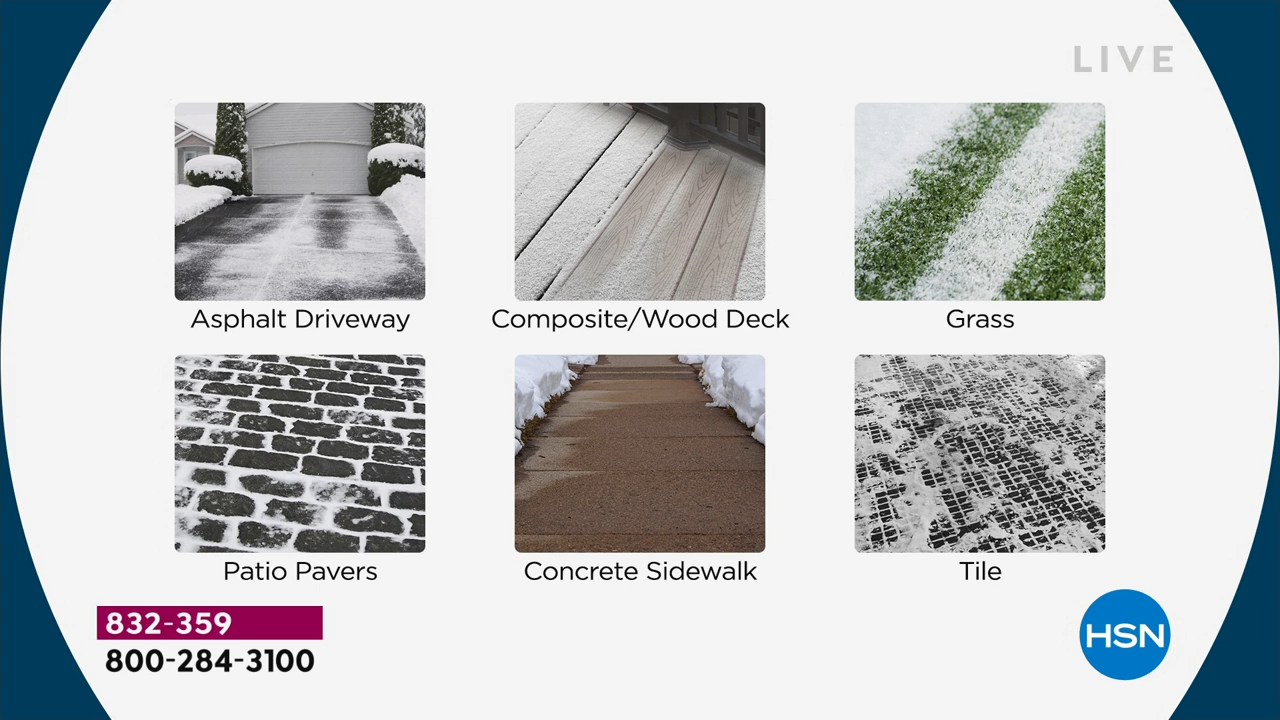 LIVE
Asphalt Driveway
Composite/Wood Deck
Grass
Patio Pavers
Concrete Sidewalk
Tile
832-359
800-284-3100
HSN